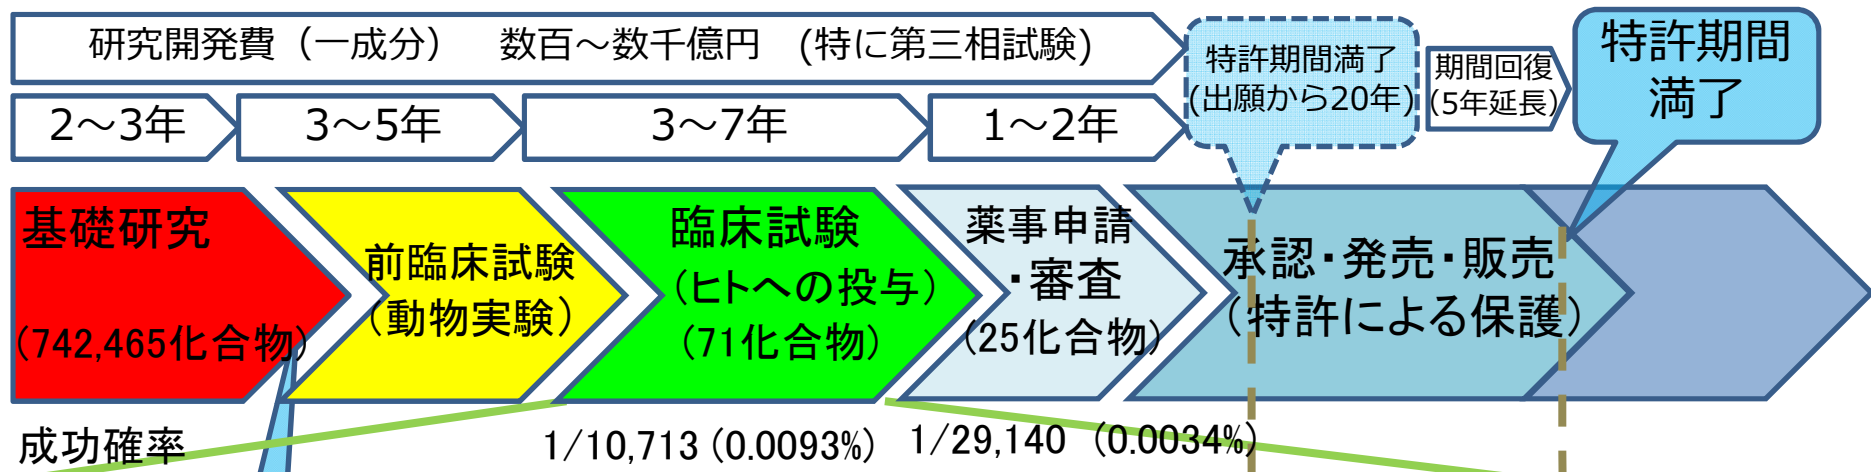 研究開発費（一成分）　数百～数千億円　(特に第三相試験)
特許期間満了
(出願から20年)
期間回復
(5年延長)
特許期間
満了
2～3年
3～5年
3～7年
1～2年
基礎研究
(742,465化合物)
前臨床試験
（動物実験）
臨床試験
（ヒトへの投与）
(71化合物)
薬事申請
・審査
(25化合物)
承認・発売・販売
（特許による保護）
成功確率
1/10,713 (0.0093%)
1/29,140 (0.0034%)